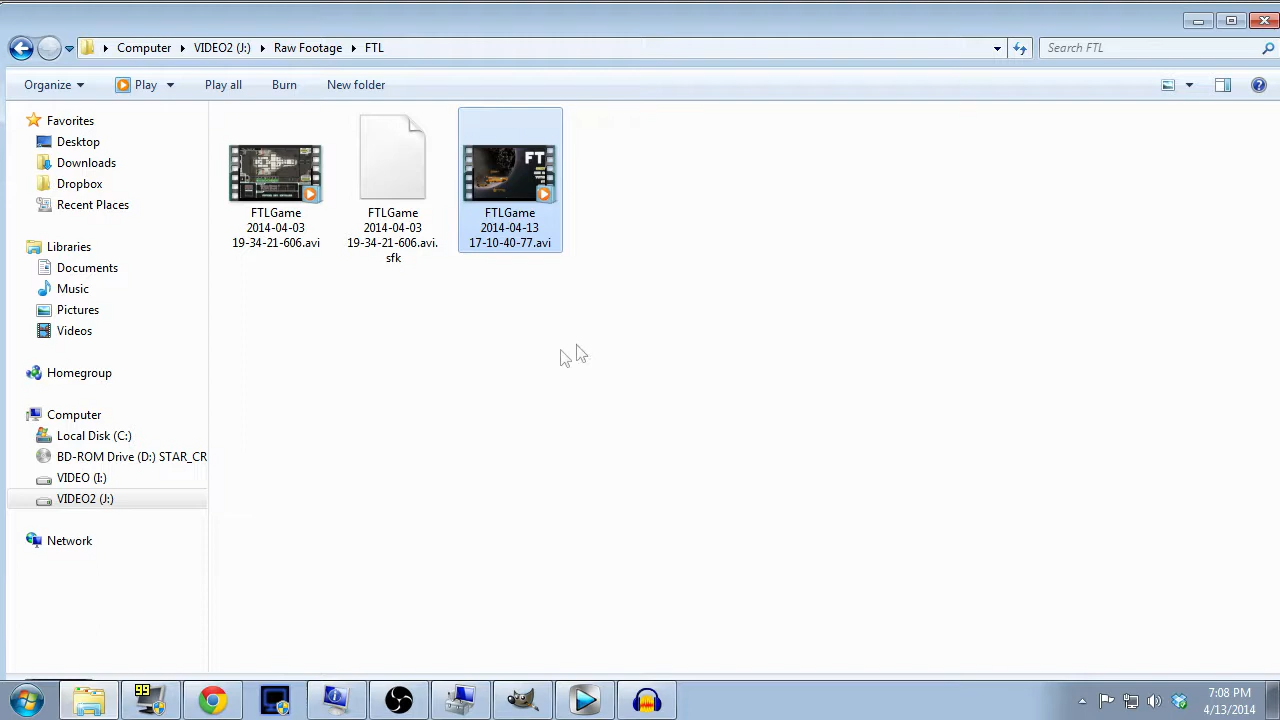 Computer VIDEO2 (J:) Raw Footage FTL
Search FTL
Organize Play Play all Burn New folder
Favorites
Desktop
Downloads
Dropbox
Recent Places
Libraries
Documents
Music
Pictures
Videos
Homegroup
Computer
Local Disk (C:)
BD-ROM Drive (D:) STAR_CR
VIDEO (I:)
VIDEO2 (J:)
Network
FTLGame
2014-04-03
19-34-21-606.avi
FTLGame
2014-04-03
19-34-21-606.avi.
sfk
FT
FTLGame
2014-04-13
17-10-40-77.avi
99
7:08 PM
4/13/2014